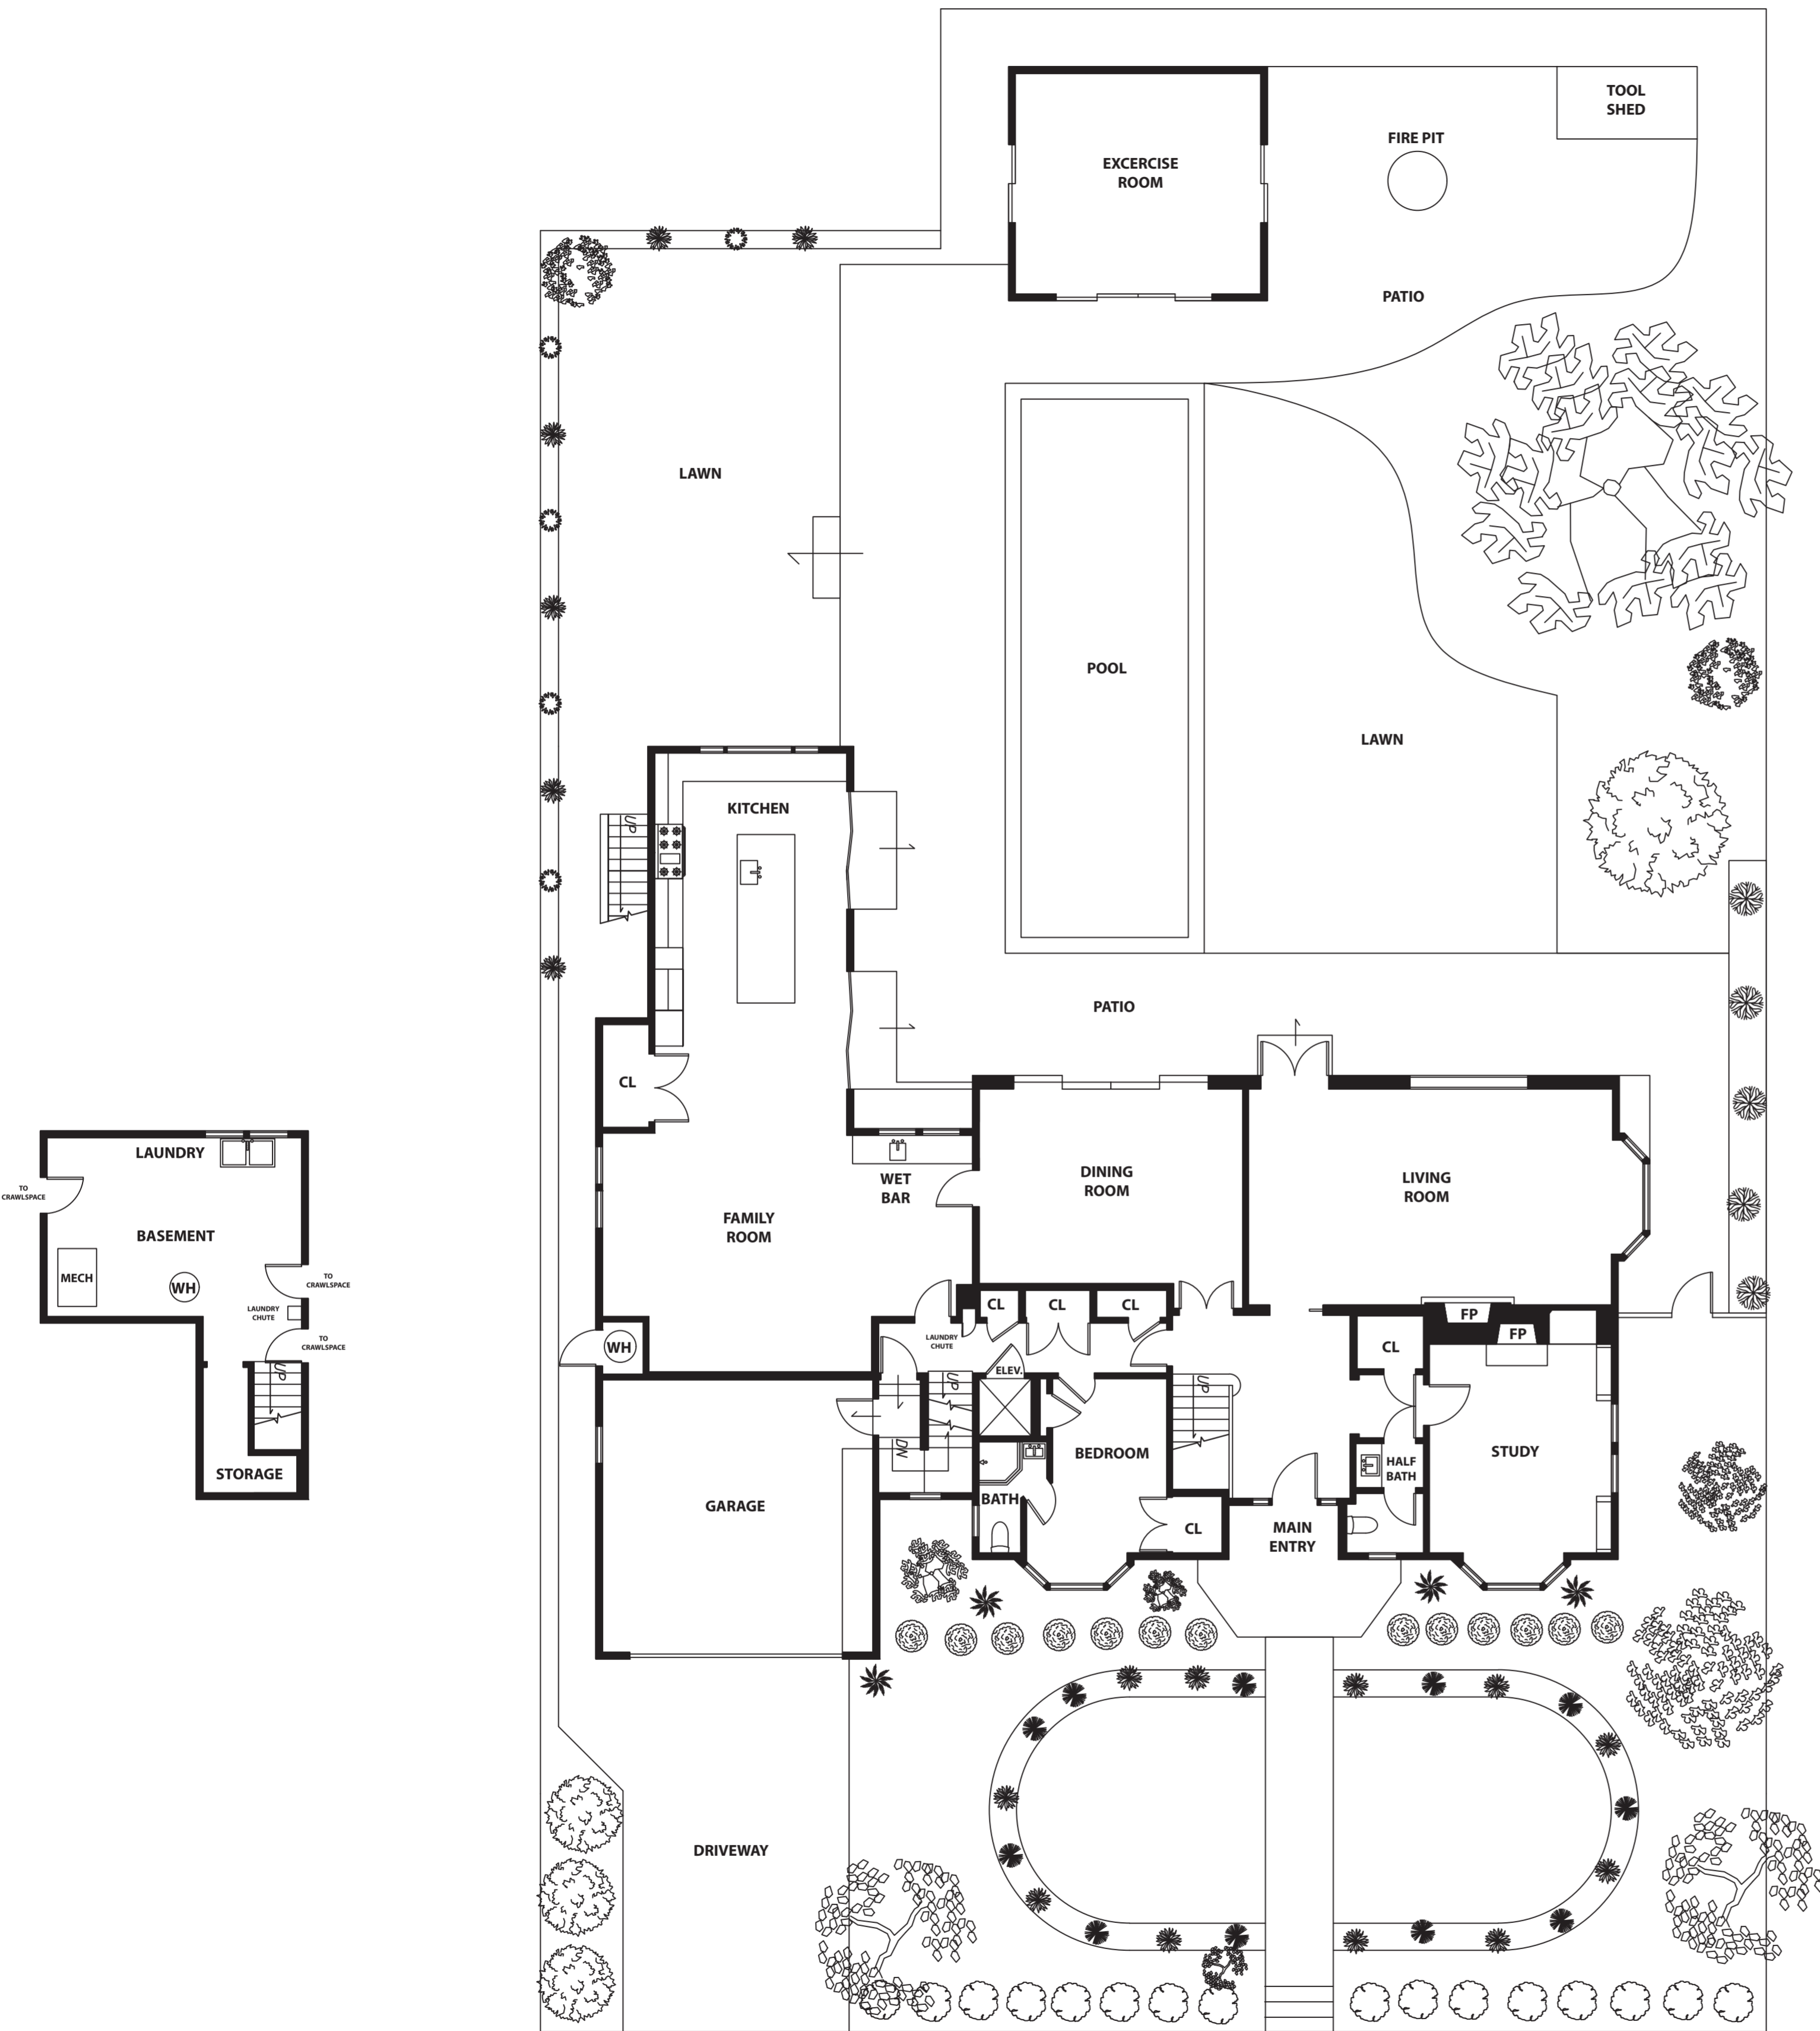 TOOL
SHED
FIRE PIT
EXCERCISE
ROOM
PATIO
LAWN
POOL
LAWN
KITCHEN
UP
PATIO
CL
WET
BAR
DINING
ROOM
LIVING
ROOM
FAMILY
ROOM
LAUNDRY
TO
CRAWLSPACE
BASEMENT
MECH
WH
TO
CRAWLSPACE
LAUNDRY
CHUTE
TO
CRAWLSPACE
UP
STORAGE
CL
CL
CL
FP
FP
WH
LAUNDRY
CHUTE
CL
ELEV.
UP
UP
DN
BEDROOM
STUDY
HALF
BATH
BATH
GARAGE
CL
MAIN
ENTRY
DRIVEWAY